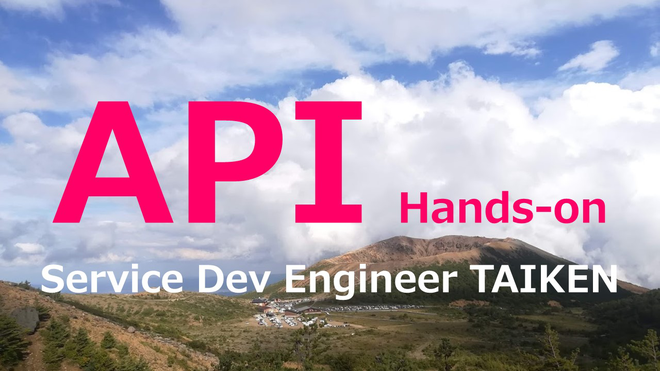 API Hands-on
Service Dev Engineer TAIKEN